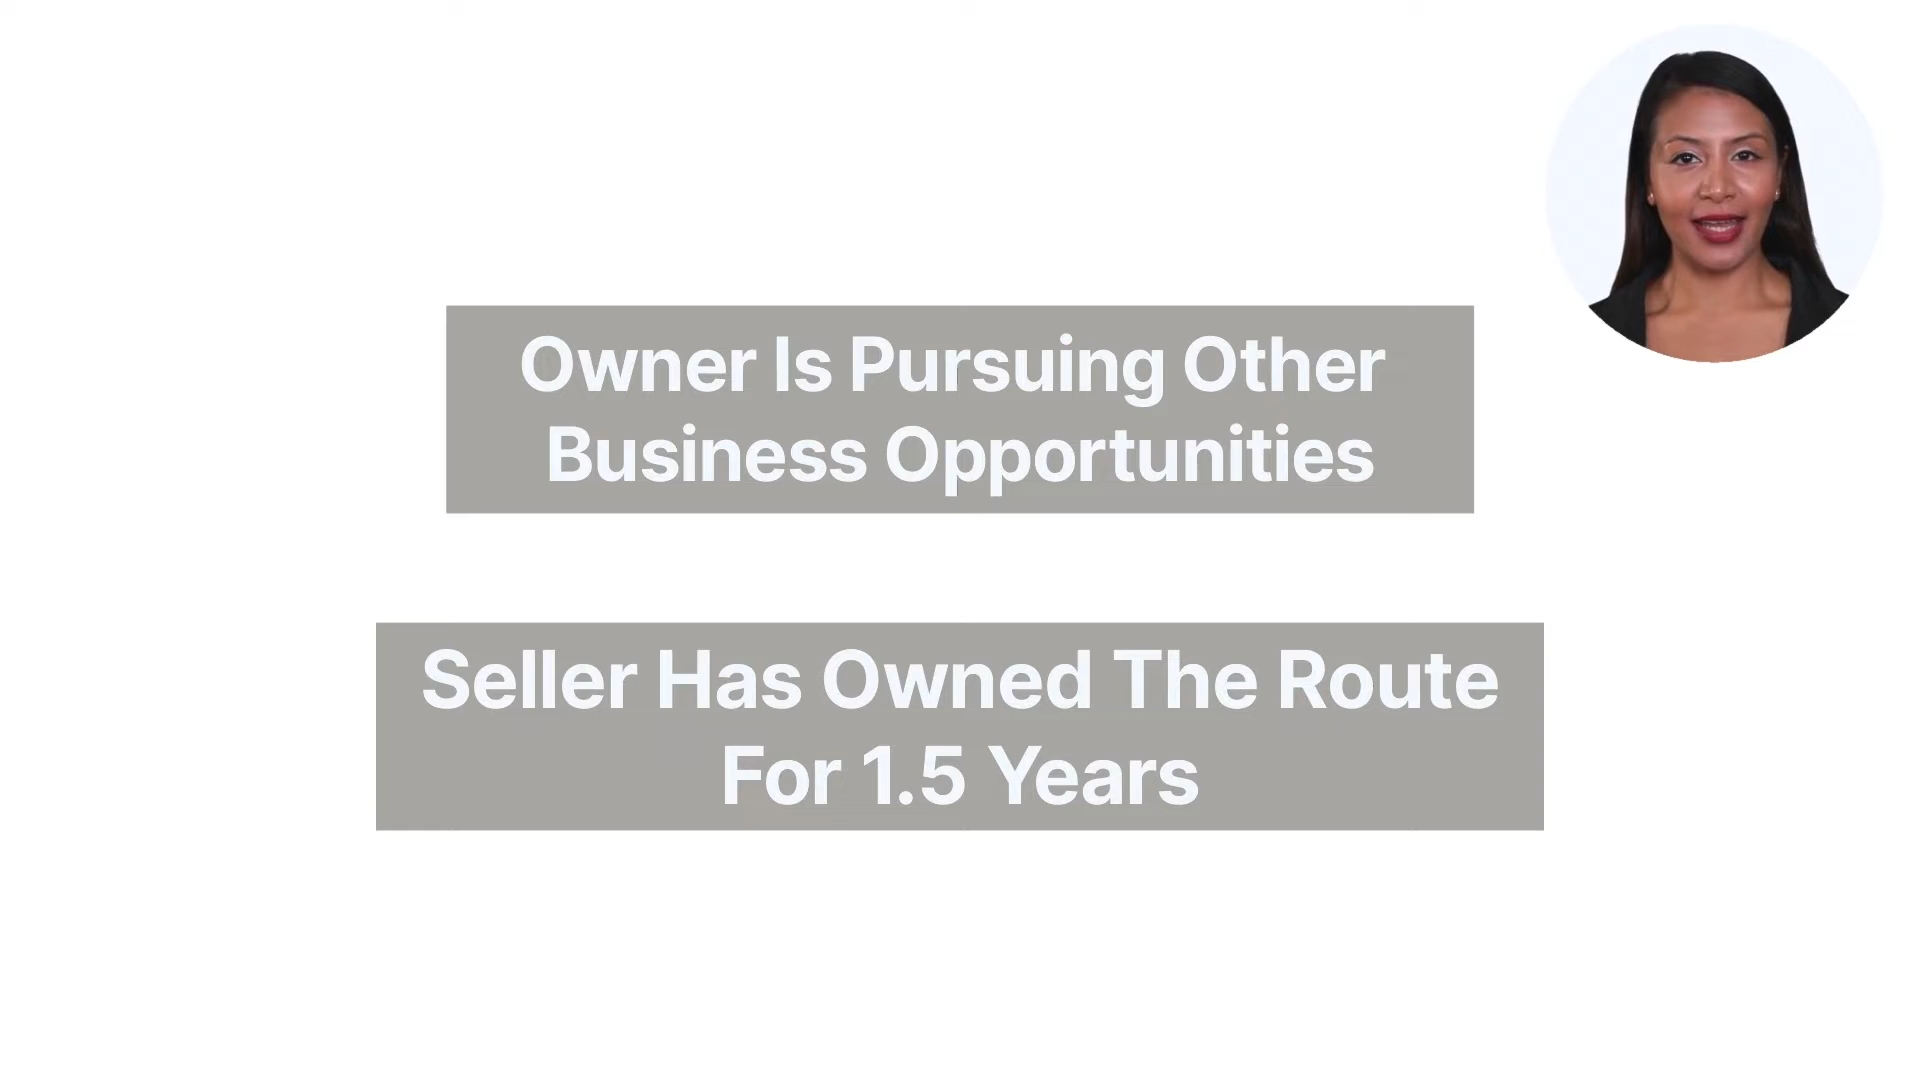 Owner Is Pursuing Other
Business Opportunities
Seller Has Owned The Route
For 1.5 Years